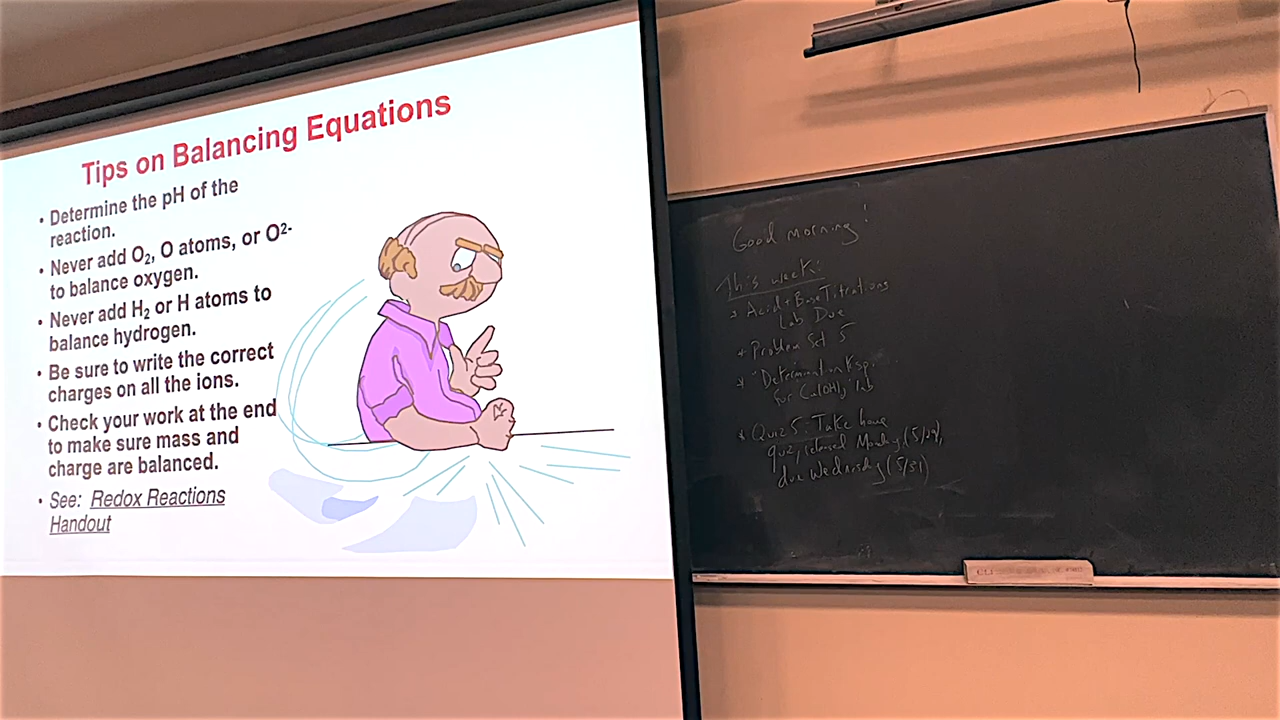 Tips on Balancing Equations
• Determine the pH of the
reaction.
• Never add O₂, O atoms, or O²⁻
to balance oxygen.
• Never add H₂ or H atoms to
balance hydrogen.
• Be sure to write the correct
charges on all the ions.
• Check your work at the end
to make sure mass and
charge are balanced.
• See: Redox Reactions
Handout
Good morning!
This week:
* Acid + Base Titrations
Lab Due
* Problem Set 5
* "Determination Ksp
for Ca(OH)₂" lab
* Quiz 5: Take home
quiz, released Monday (5/29),
due Wednesday (5/31)